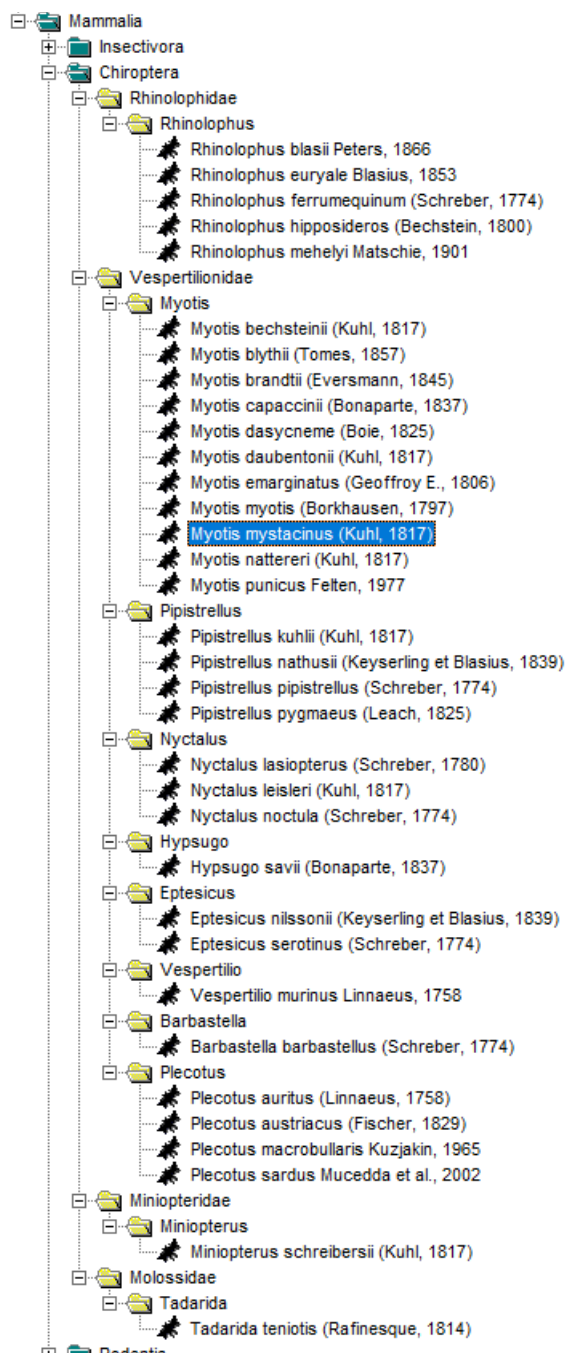 Mammalia
Insectivora
Chiroptera
Rhinolophidae
Rhinolophus
Rhinolophus blasii Peters, 1866
Rhinolophus euryale Blasius, 1853
Rhinolophus ferrumequinum (Schreber, 1774)
Rhinolophus hipposideros (Bechstein, 1800)
Rhinolophus mehelyi Matschie, 1901
Vespertilionidae
Myotis
Myotis bechsteinii (Kuhl, 1817)
Myotis blythii (Tomes, 1857)
Myotis brandtii (Eversmann, 1845)
Myotis capaccinii (Bonaparte, 1837)
Myotis dasycneme (Boie, 1825)
Myotis daubentonii (Kuhl, 1817)
Myotis emarginatus (Geoffroy E., 1806)
Myotis myotis (Borkhausen, 1797)
Myotis mystacinus (Kuhl, 1817)
Myotis nattereri (Kuhl, 1817)
Myotis punicus Felten, 1977
Pipistrellus
Pipistrellus kuhlii (Kuhl, 1817)
Pipistrellus nathusii (Keyserling et Blasius, 1839)
Pipistrellus pipistrellus (Schreber, 1774)
Pipistrellus pygmaeus (Leach, 1825)
Nyctalus
Nyctalus lasiopterus (Schreber, 1780)
Nyctalus leisleri (Kuhl, 1817)
Nyctalus noctula (Schreber, 1774)
Hypsugo
Hypsugo savii (Bonaparte, 1837)
Eptesicus
Eptesicus nilssonii (Keyserling et Blasius, 1839)
Eptesicus serotinus (Schreber, 1774)
Vespertilio
Vespertilio murinus Linnaeus, 1758
Barbastella
Barbastella barbastellus (Schreber, 1774)
Plecotus
Plecotus auritus (Linnaeus, 1758)
Plecotus austriacus (Fischer, 1829)
Plecotus macrobullaris Kuzjakin, 1965
Plecotus sardus Mucedda et al., 2002
Miniopteridae
Miniopterus
Miniopterus schreibersii (Kuhl, 1817)
Molossidae
Tadarida
Tadarida teniotis (Rafinesque, 1814)